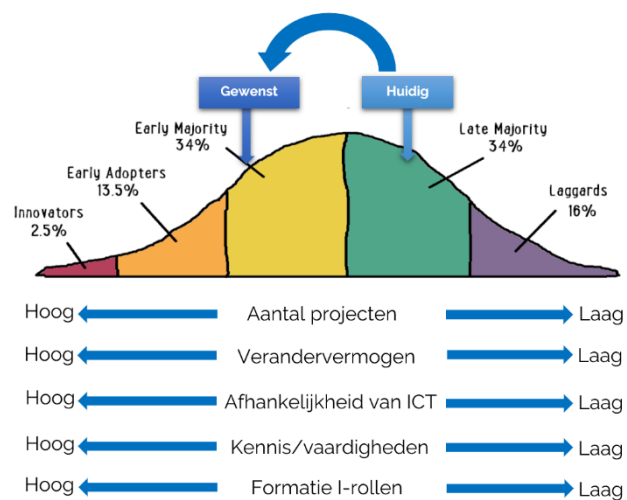 Gewenst
Huidig
Early Majority
34%
Late Majority
34%
Early Adopters
13.5%
Laggards
16%
Innovators
2.5%
Hoog Aantal projecten Laag
Hoog Verandervermogen Laag
Hoog Afhankelijkheid van ICT Laag
Hoog Kennis/vaardigheden Laag
Hoog Formatie I-rollen Laag